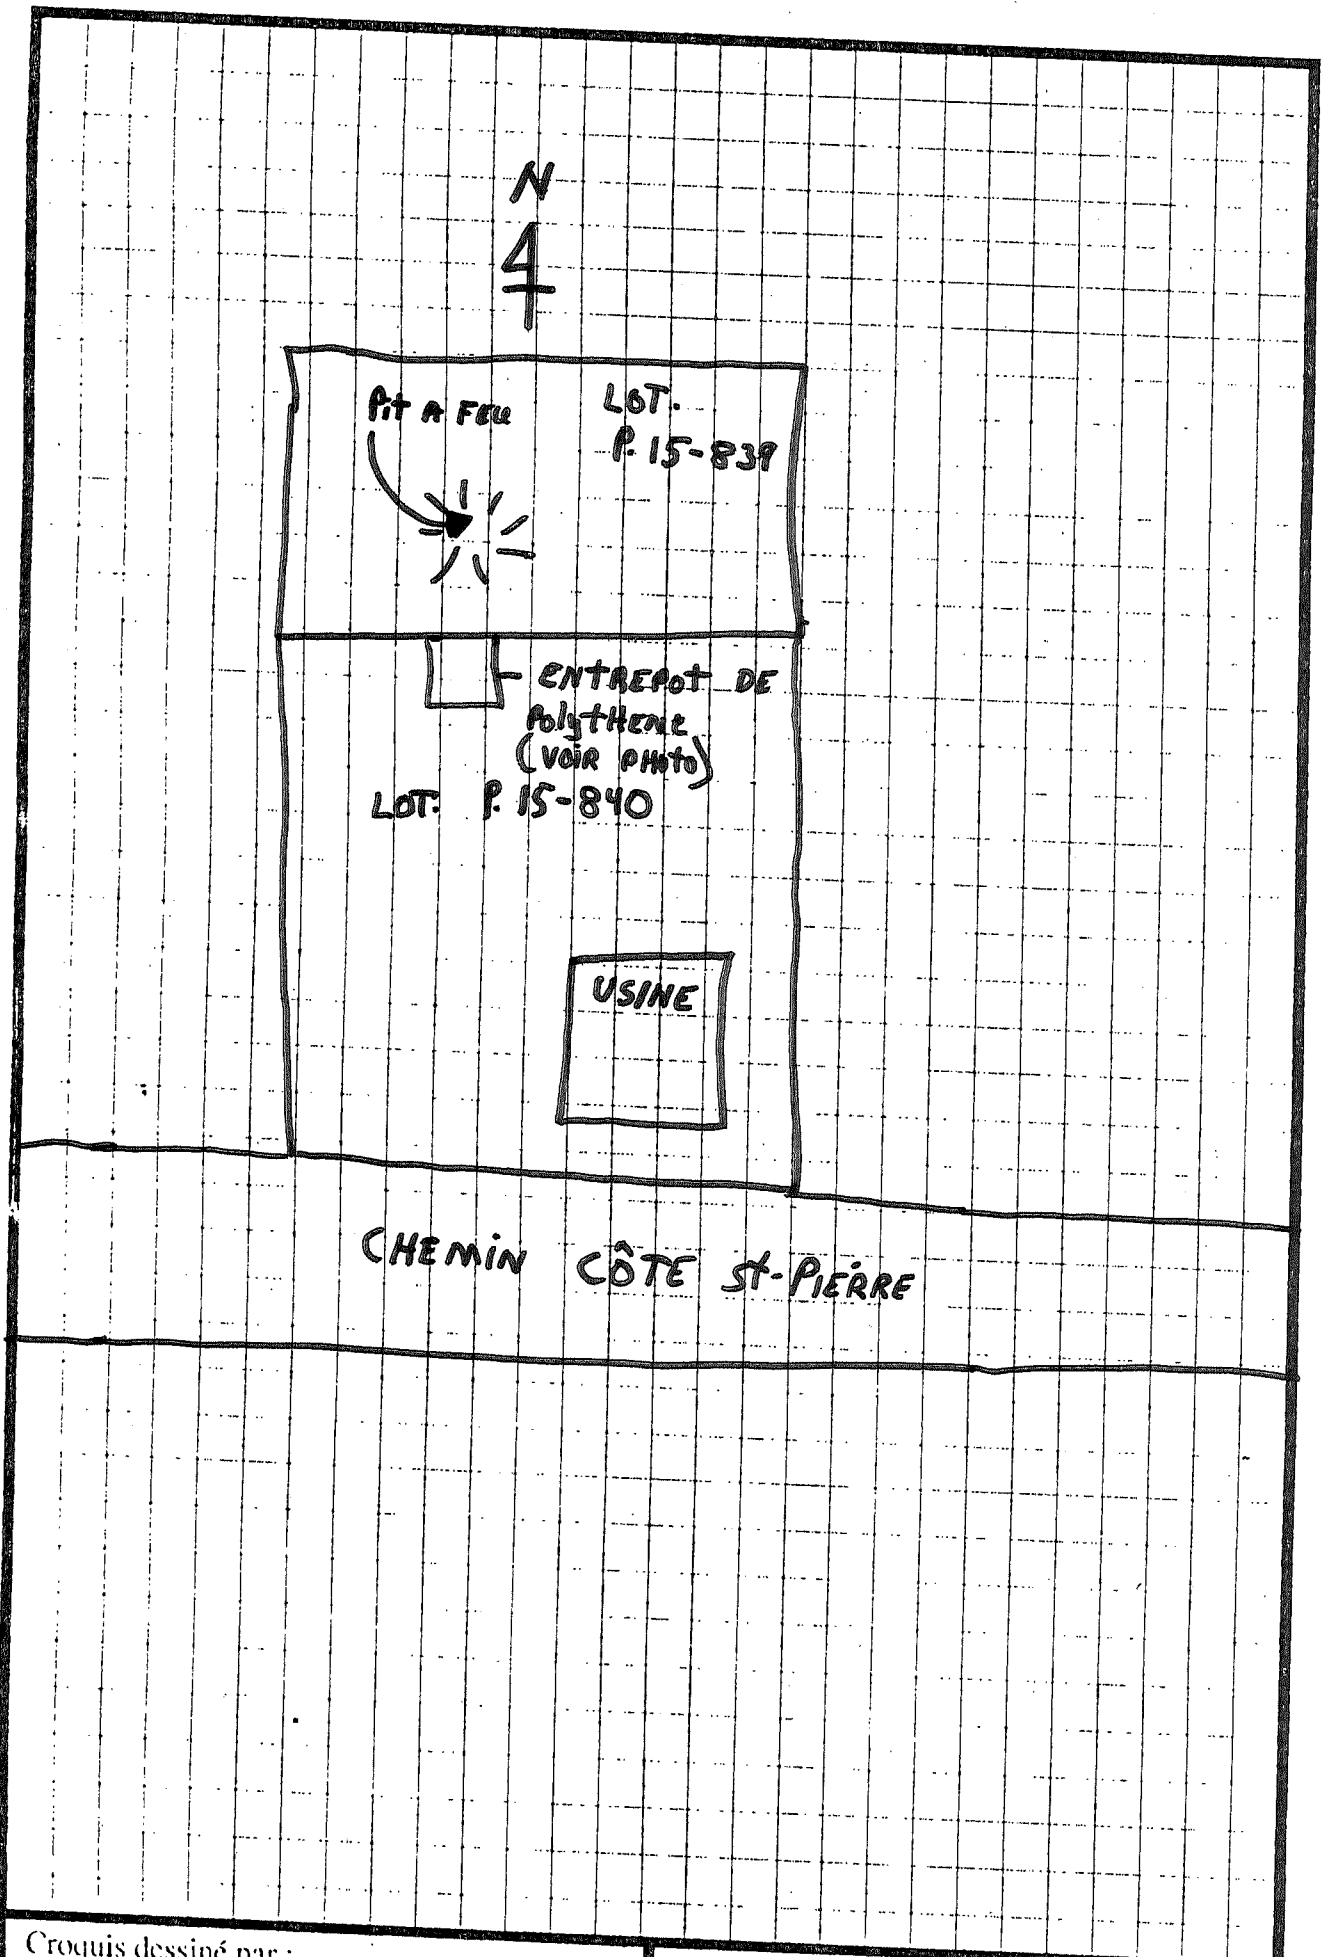 N
Pit A FEU
LOT.
P. 15-839
ENTREPOT DE
PolytHENE
(VOIR PHOTO)
LOT: P. 15-840
USINE
CHEMIN CÔTE St-PIERRE
Croquis dessiné par :